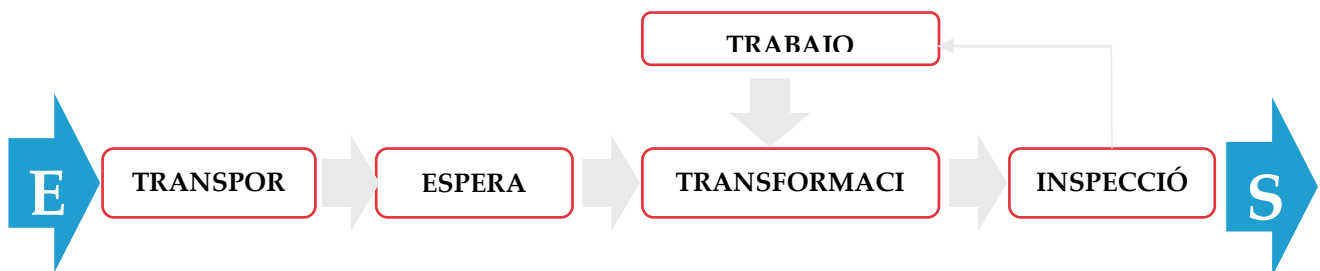 TRABAJO
E
TRANSPOR
ESPERA
TRANSFORMACI
INSPECCIÓ
S